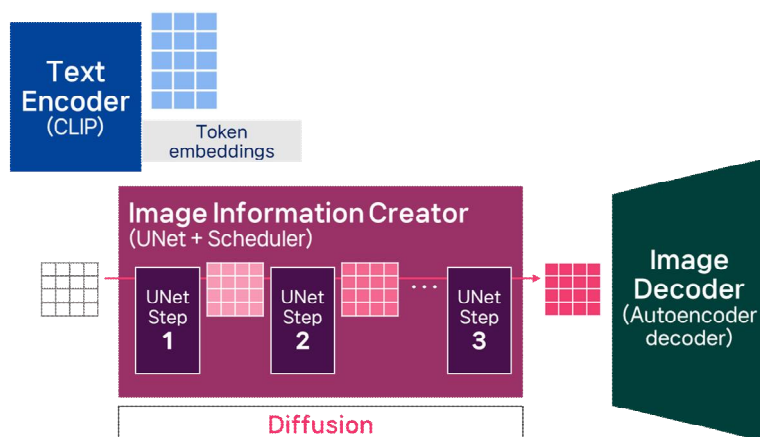 Text
Encoder
(CLIP)
Token
embeddings
Image Information Creator
(UNet + Scheduler)
UNet
Step
1
UNet
Step
2
...
UNet
Step
3
Image
Decoder
(Autoencoder
decoder)
Diffusion